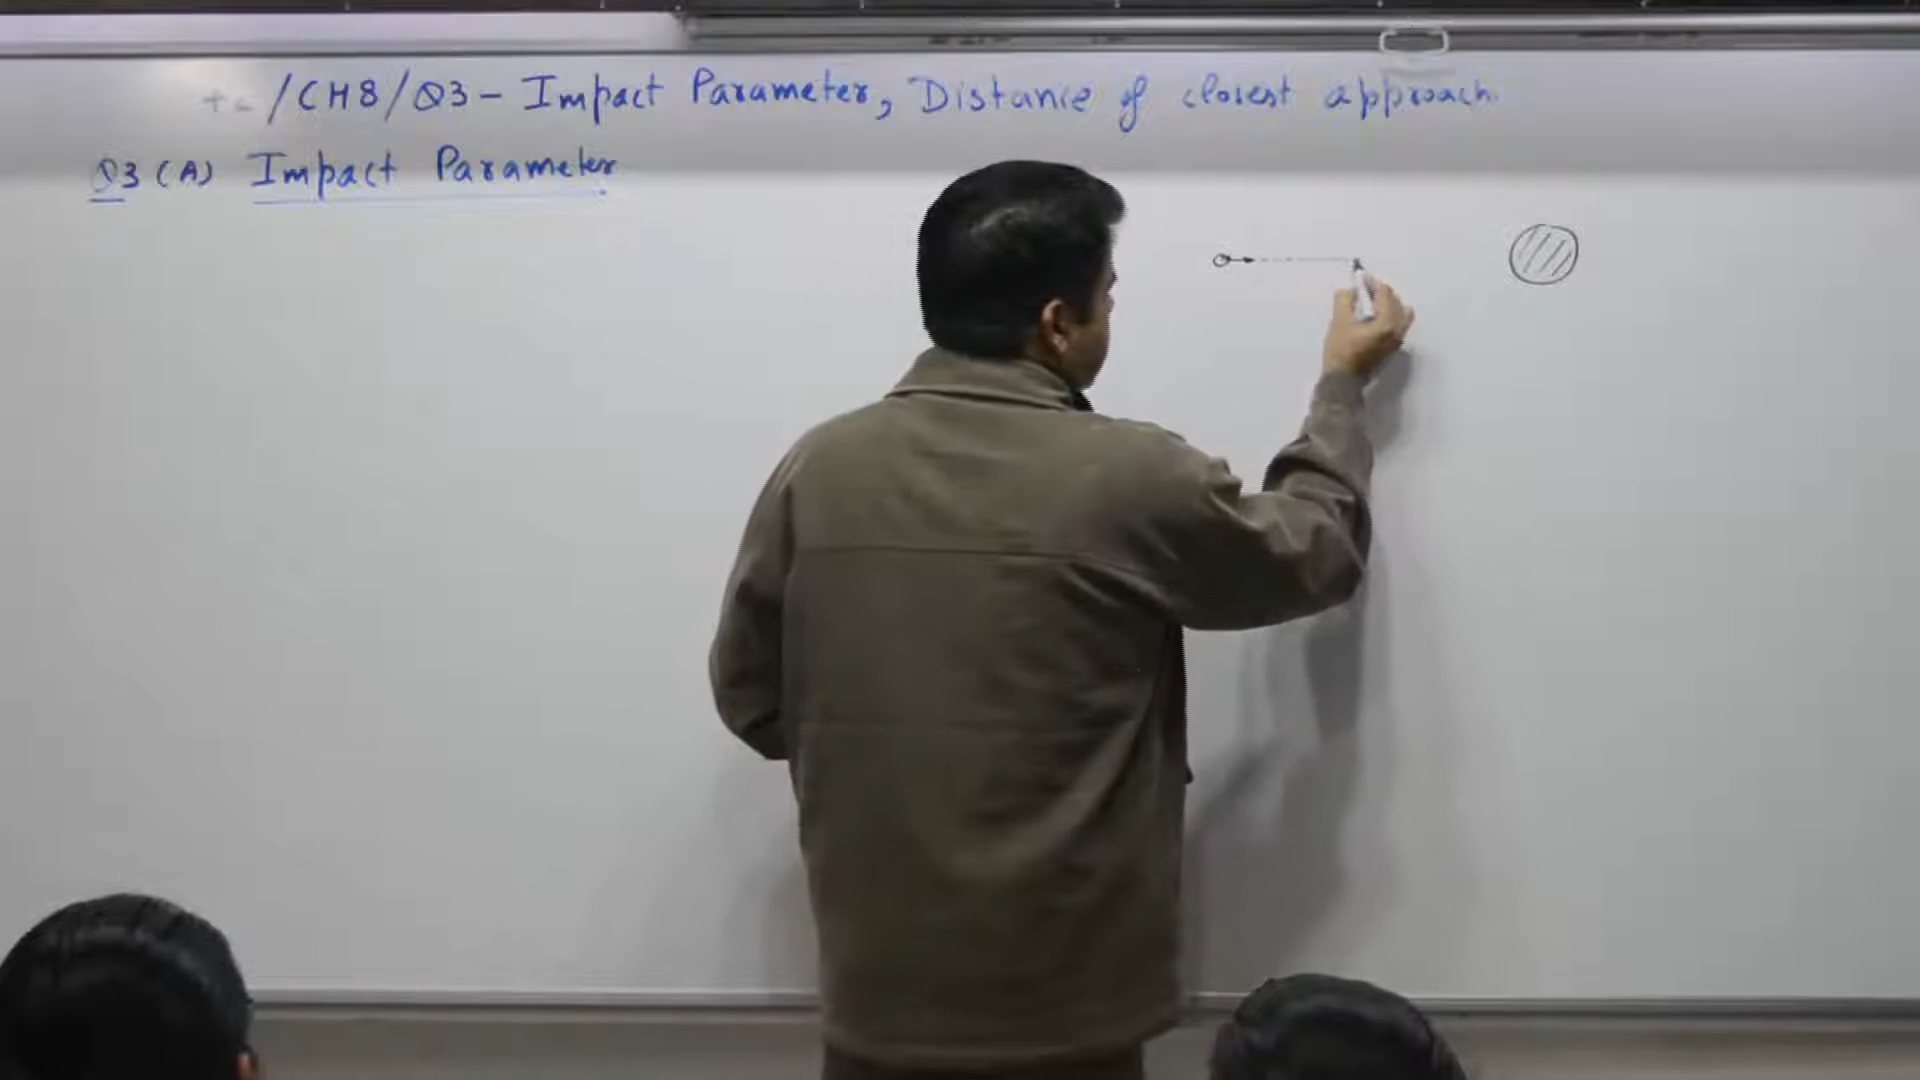 /CH8/Q3- Impact Parameter, Distance of closest approach.
Q3 (A) Impact Parameter